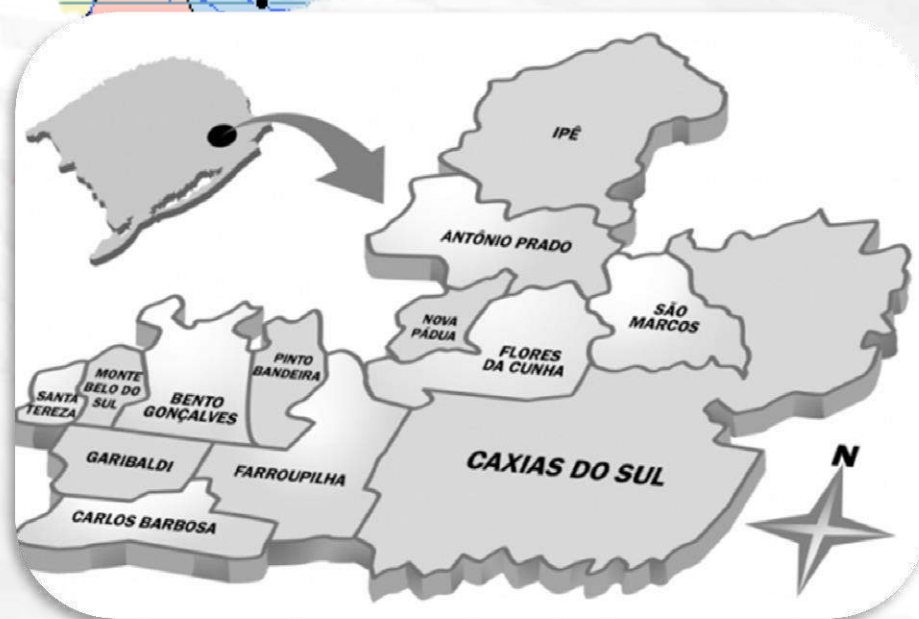 IPÊ
ANTÔNIO PRADO
SÃO
MARCOS
NOVA
PÁDUA
FLORES
DA CUNHA
PINTO
BANDEIRA
MONTE
BELO DO
SUL
SANTA
TEREZA
BENTO
GONÇALVES
GARIBALDI
FARROUPILHA
CAXIAS DO SUL
CARLOS BARBOSA
N